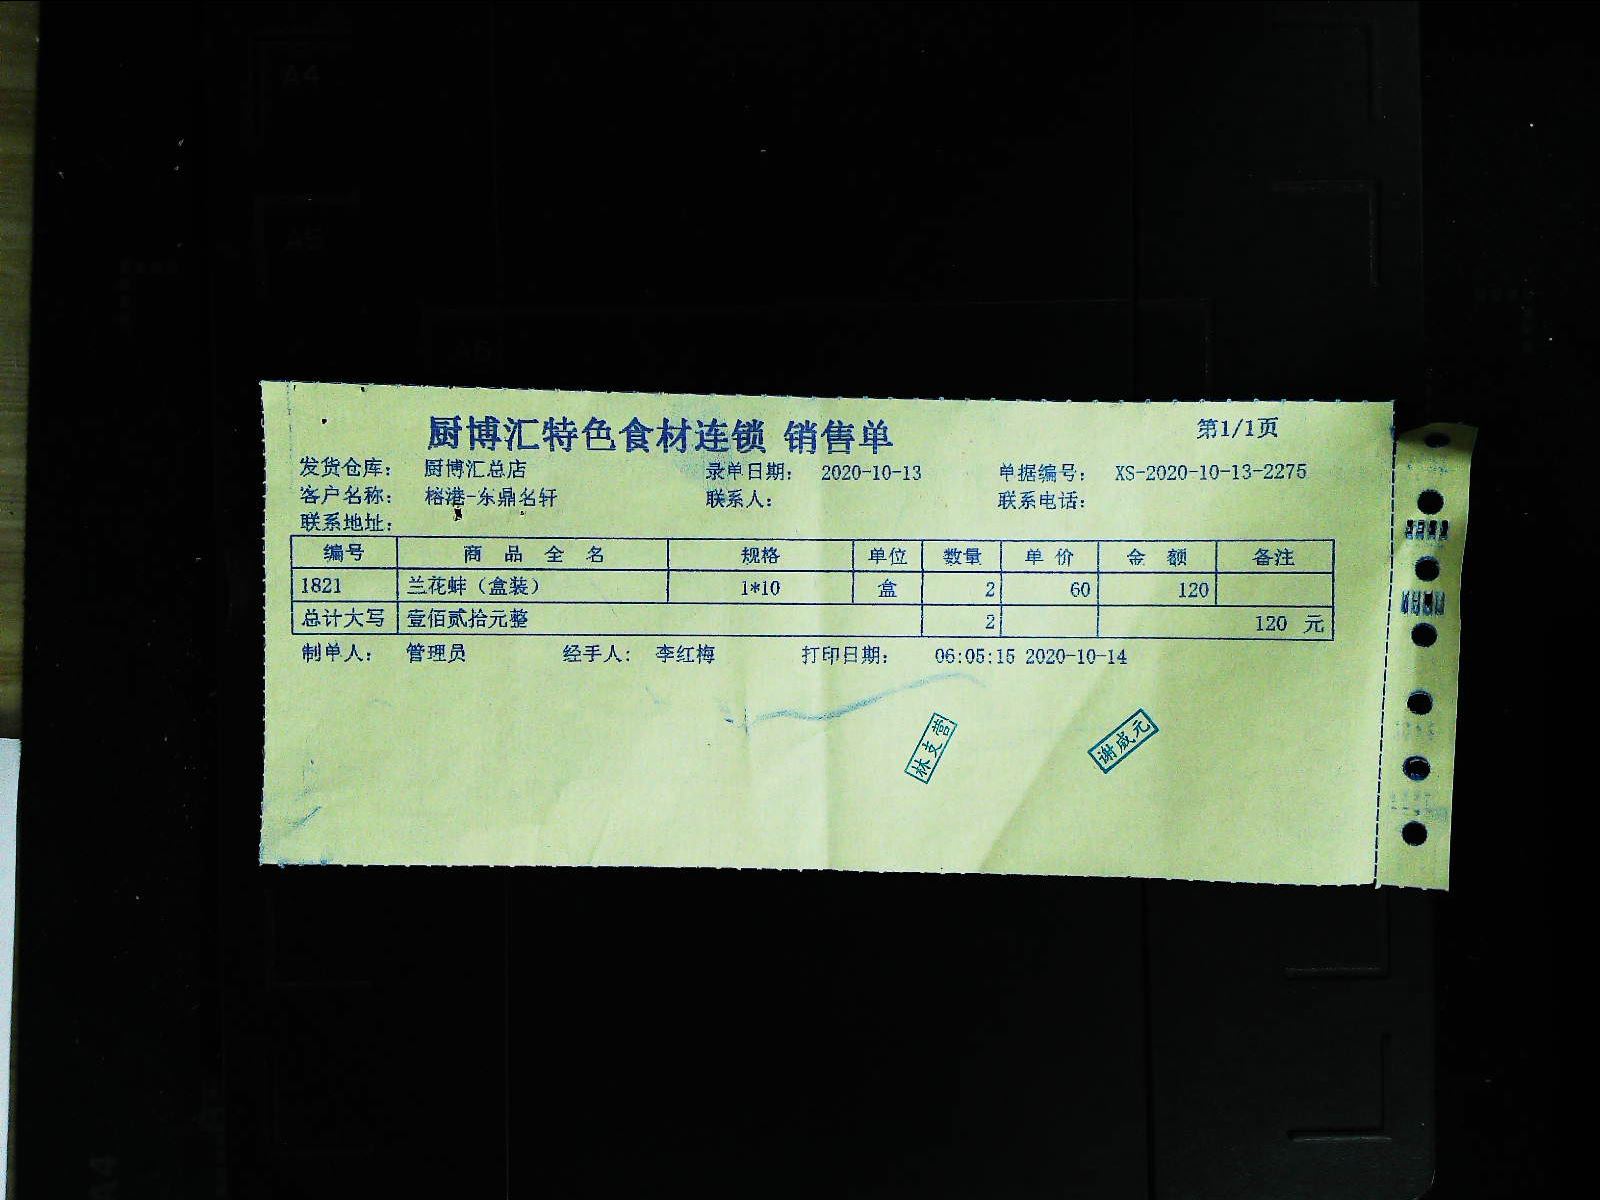 厨博汇特色食材连锁 销售单 第1/1页
发货仓库: 厨博汇总店 录单日期: 2020-10-13 单据编号: XS-2020-10-13-2275
客户名称: 榕港-东鼎名轩 联系人: 联系电话:
联系地址:
编号 商品全名 规格 单位 数量 单价 金额 备注
1821 兰花蚌（盒装） 1*10 盒 2 60 120
总计大写 壹佰贰拾元整 2 120 元
制单人: 管理员 经手人: 李红梅 打印日期: 06:05:15 2020-10-14
林支营
谢威元
A4
A5
A6